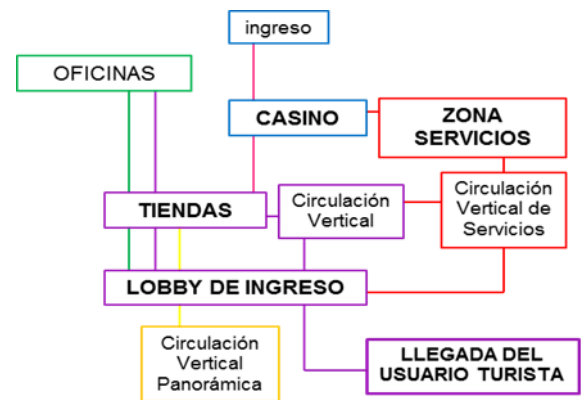 ingreso
OFICINAS
CASINO
ZONA
SERVICIOS
TIENDAS
Circulación
Vertical
Circulación
Vertical de
Servicios
LOBBY DE INGRESO
Circulación
Vertical
Panorámica
LLEGADA DEL
USUARIO TURISTA